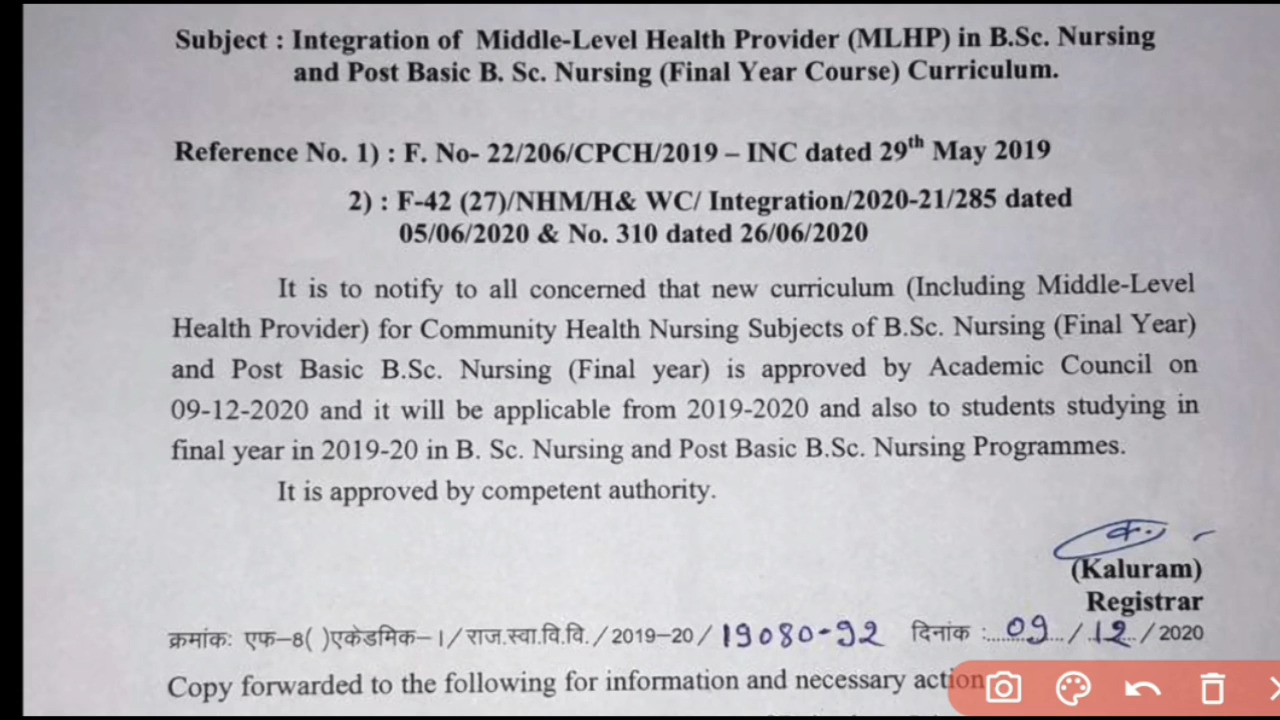 Subject : Integration of Middle-Level Health Provider (MLHP) in B.Sc. Nursing
and Post Basic B. Sc. Nursing (Final Year Course) Curriculum.
Reference No. 1) : F. No- 22/206/CPCH/2019 – INC dated 29th May 2019
2) : F-42 (27)/NHM/H& WC/ Integration/2020-21/285 dated
05/06/2020 & No. 310 dated 26/06/2020
It is to notify to all concerned that new curriculum (Including Middle-Level
Health Provider) for Community Health Nursing Subjects of B.Sc. Nursing (Final Year)
and Post Basic B.Sc. Nursing (Final year) is approved by Academic Council on
09-12-2020 and it will be applicable from 2019-2020 and also to students studying in
final year in 2019-20 in B. Sc. Nursing and Post Basic B.Sc. Nursing Programmes.
It is approved by competent authority.
(Kaluram)
Registrar
क्रमांकः एफ–8( )एकेडमिक– I / राज.स्वा.वि.वि. / 2019–20 / 19080-92 दिनांक :....09.../..12.../ 2020
Copy forwarded to the following for information and necessary action